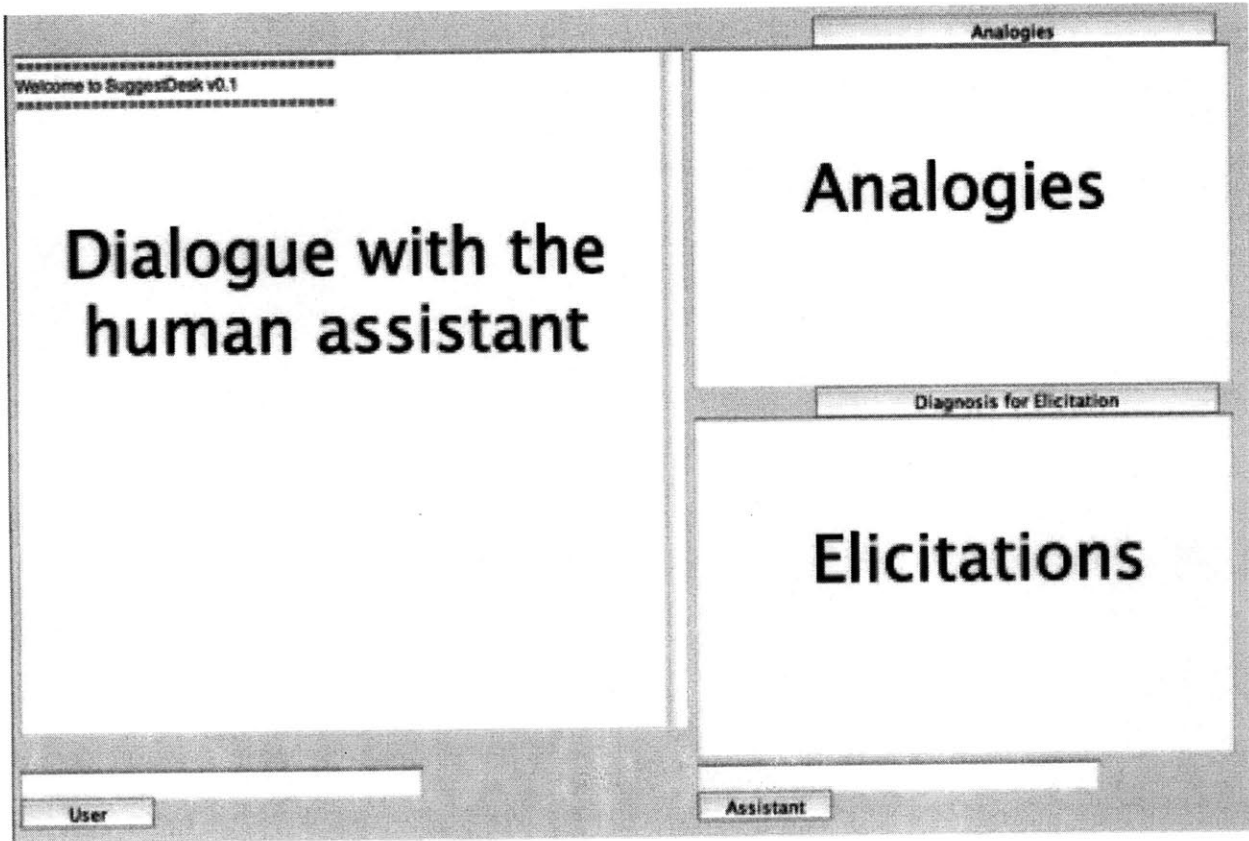 Analogies
==================================
Welcome to SuggestDesk v0.1
==================================
Dialogue with the
human assistant
Analogies
Diagnosis for Elicitation
Elicitations
User
Assistant